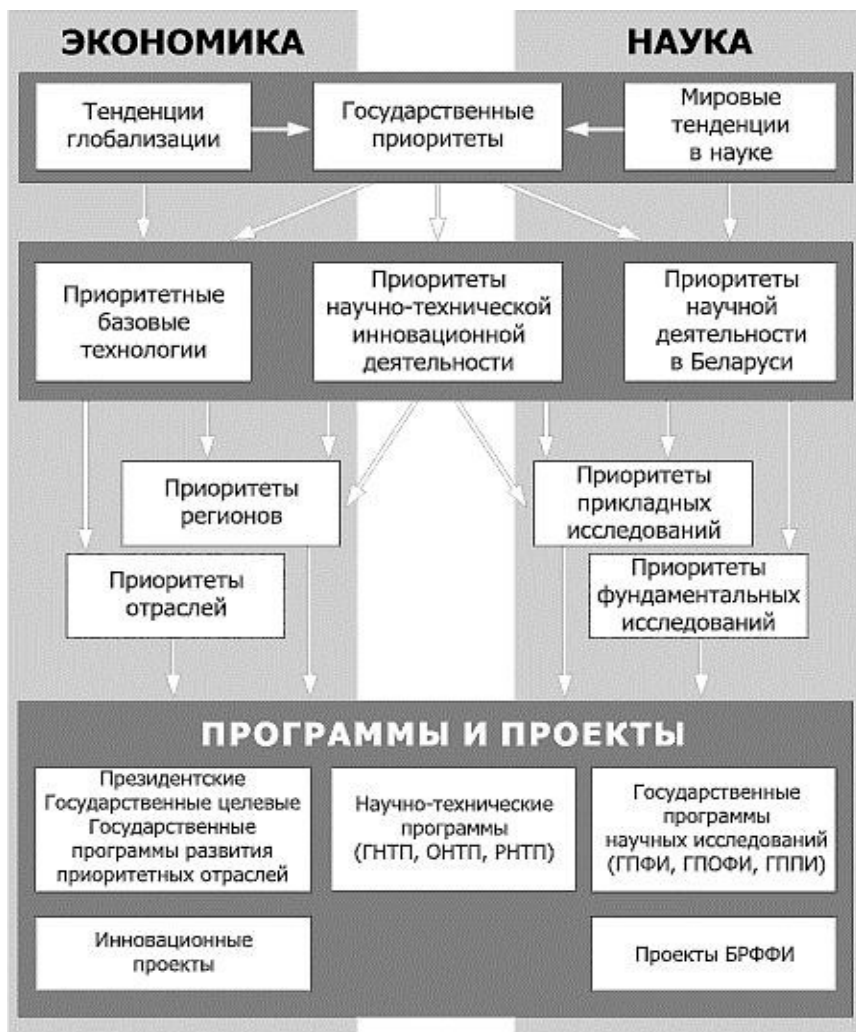 ЭКОНОМИКА
НАУКА
Тенденции
глобализации
Государственные
приоритеты
Мировые
тенденции
в науке
Приоритетные
базовые
технологии
Приоритеты
научно-технической
инновационной
деятельности
Приоритеты
научной
деятельности
в Беларуси
Приоритеты
регионов
Приоритеты
прикладных
исследований
Приоритеты
отраслей
Приоритеты
фундаментальных
исследований
ПРОГРАММЫ И ПРОЕКТЫ
Президентские
Государственные целевые
Государственные
программы развития
приоритетных отраслей
Научно-технические
программы
(ГНТП, ОНТП, РНТП)
Государственные
программы
научных исследований
(ГПФИ, ГПОФИ, ГППИ)
Инновационные
проекты
Проекты БРФФИ